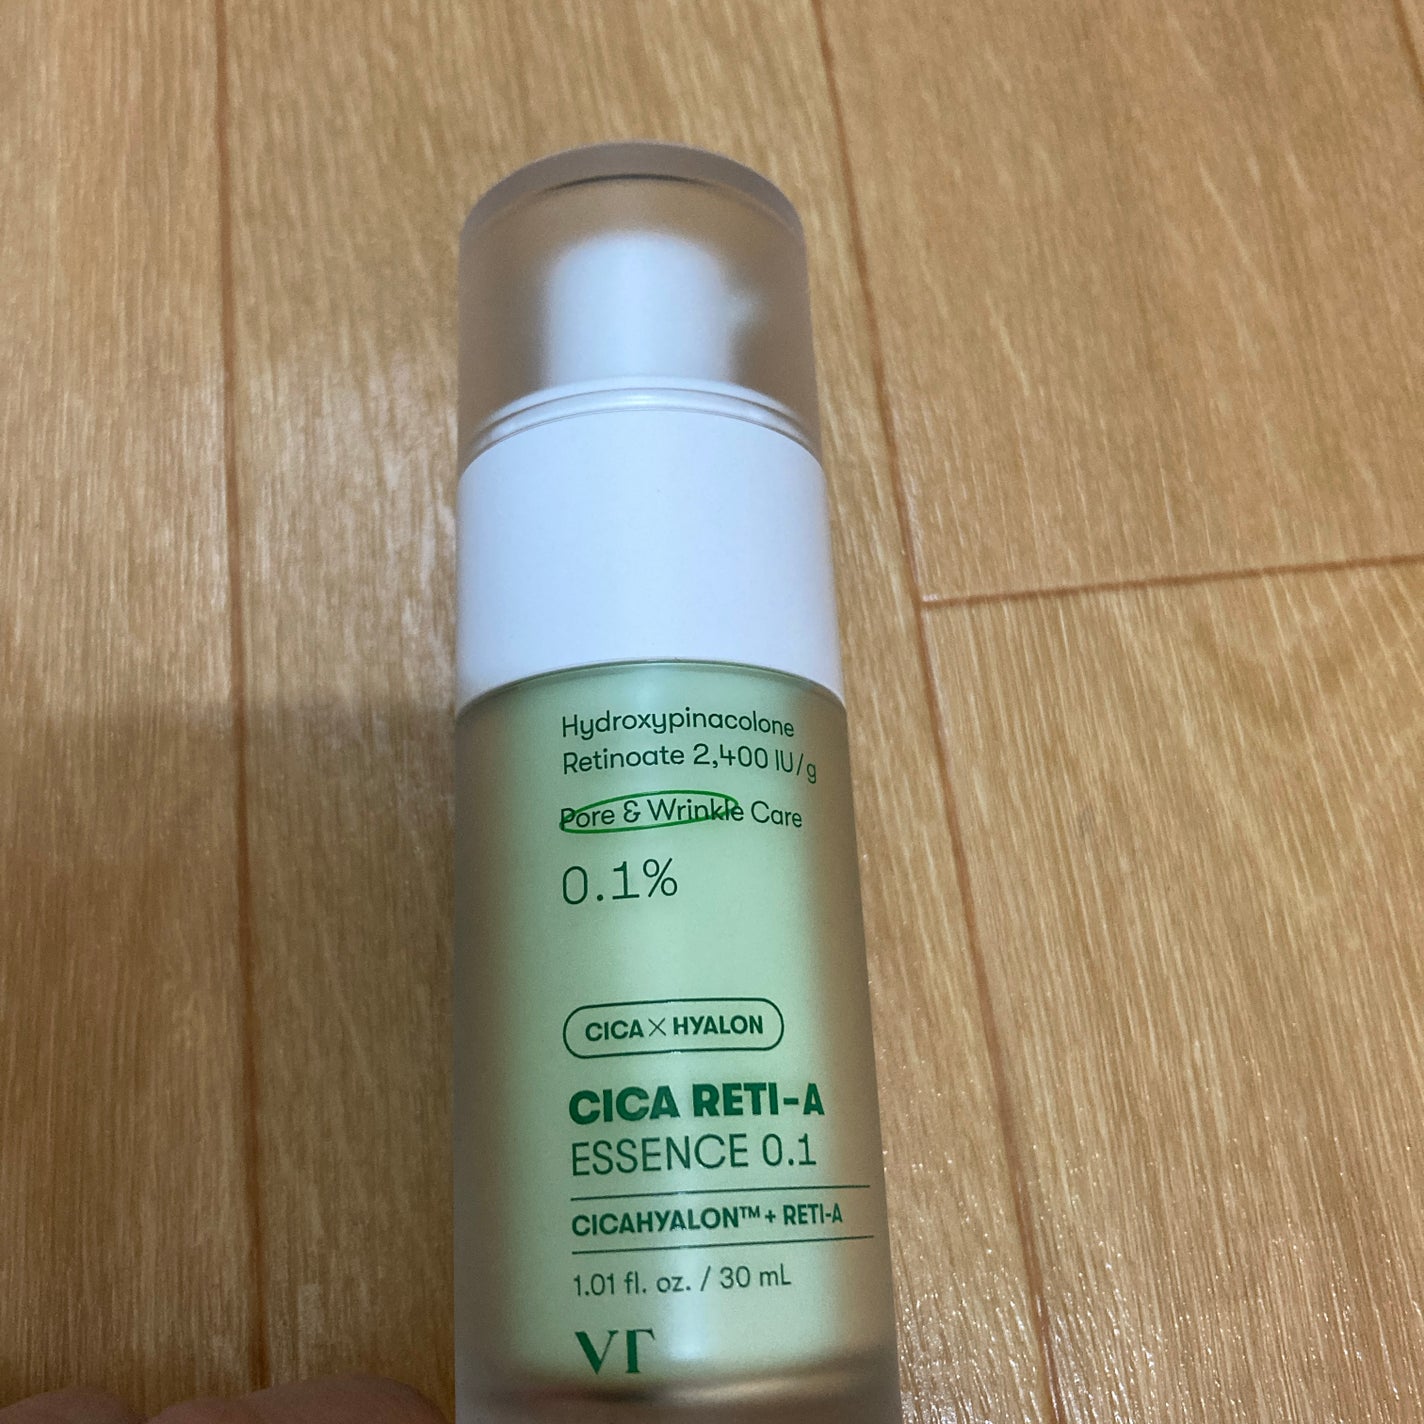 Hydroxypinacolone
Retinoate 2,400 IU/g
Pore & Wrinkle Care
0.1%
CICA×HYALON
CICA RETI-A
ESSENCE 0.1
CICAHYALON™+ RETI-A
1.01 fl. oz. / 30 mL
VT